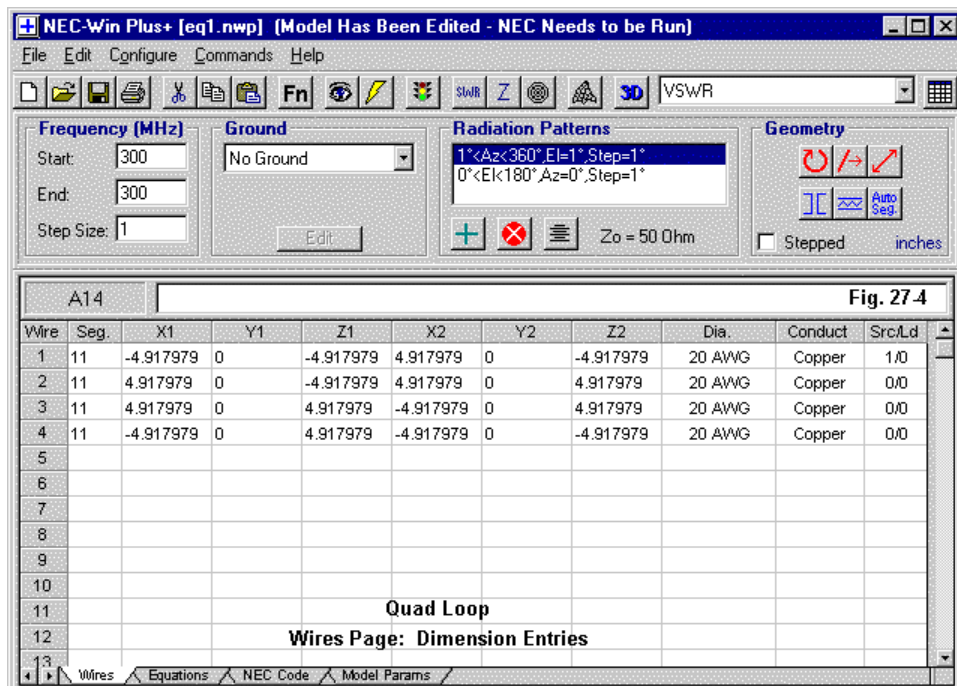 NEC-Win Plus+ [eq1.nwp] (Model Has Been Edited - NEC Needs to be Run)
File Edit Configure Commands Help
Fn SWR Z 3D VSWR
Frequency (MHz) Ground Radiation Patterns Geometry
Start: 300 No Ground 1°<Az<360°,El=1°,Step=1°
0°<El<180°,Az=0°,Step=1°
End: 300
Auto Seg.
Step Size: 1 Edit Zo = 50 Ohm Stepped inches
A14 Fig. 27-4
Wire Seg. X1 Y1 Z1 X2 Y2 Z2 Dia. Conduct Src/Ld
1 11 -4.917979 0 -4.917979 4.917979 0 -4.917979 20 AWG Copper 1/0
2 11 4.917979 0 -4.917979 4.917979 0 4.917979 20 AWG Copper 0/0
3 11 4.917979 0 4.917979 -4.917979 0 4.917979 20 AWG Copper 0/0
4 11 -4.917979 0 4.917979 -4.917979 0 -4.917979 20 AWG Copper 0/0
5
6
7
8
9
10
11 Quad Loop
12 Wires Page: Dimension Entries
13
Wires Equations NEC Code Model Params